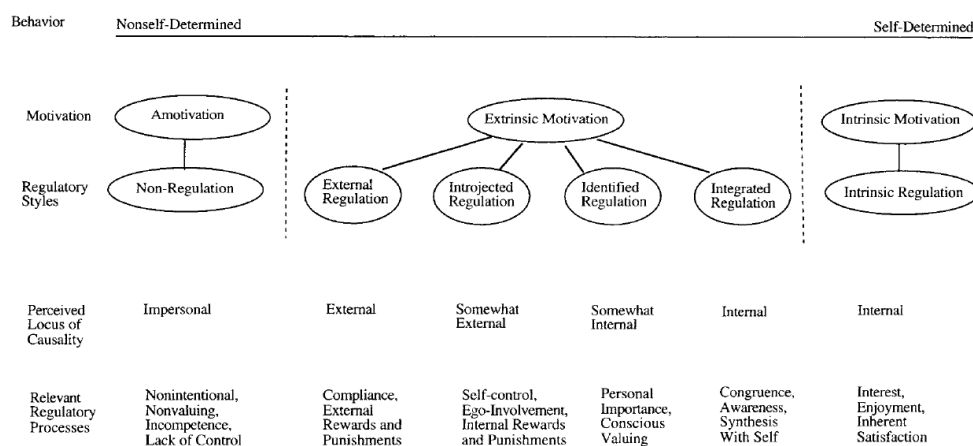 Behavior Nonself-Determined Self-Determined
Motivation Amotivation Extrinsic Motivation Intrinsic Motivation
Regulatory
Styles
Non-Regulation
External
Regulation
Introjected
Regulation
Identified
Regulation
Integrated
Regulation
Intrinsic Regulation
Perceived
Locus of
Causality
Impersonal
External
Somewhat
External
Somewhat
Internal
Internal
Internal
Relevant
Regulatory
Processes
Nonintentional,
Nonvaluing,
Incompetence,
Lack of Control
Compliance,
External
Rewards and
Punishments
Self-control,
Ego-Involvement,
Internal Rewards
and Punishments
Personal
Importance,
Conscious
Valuing
Congruence,
Awareness,
Synthesis
With Self
Interest,
Enjoyment,
Inherent
Satisfaction